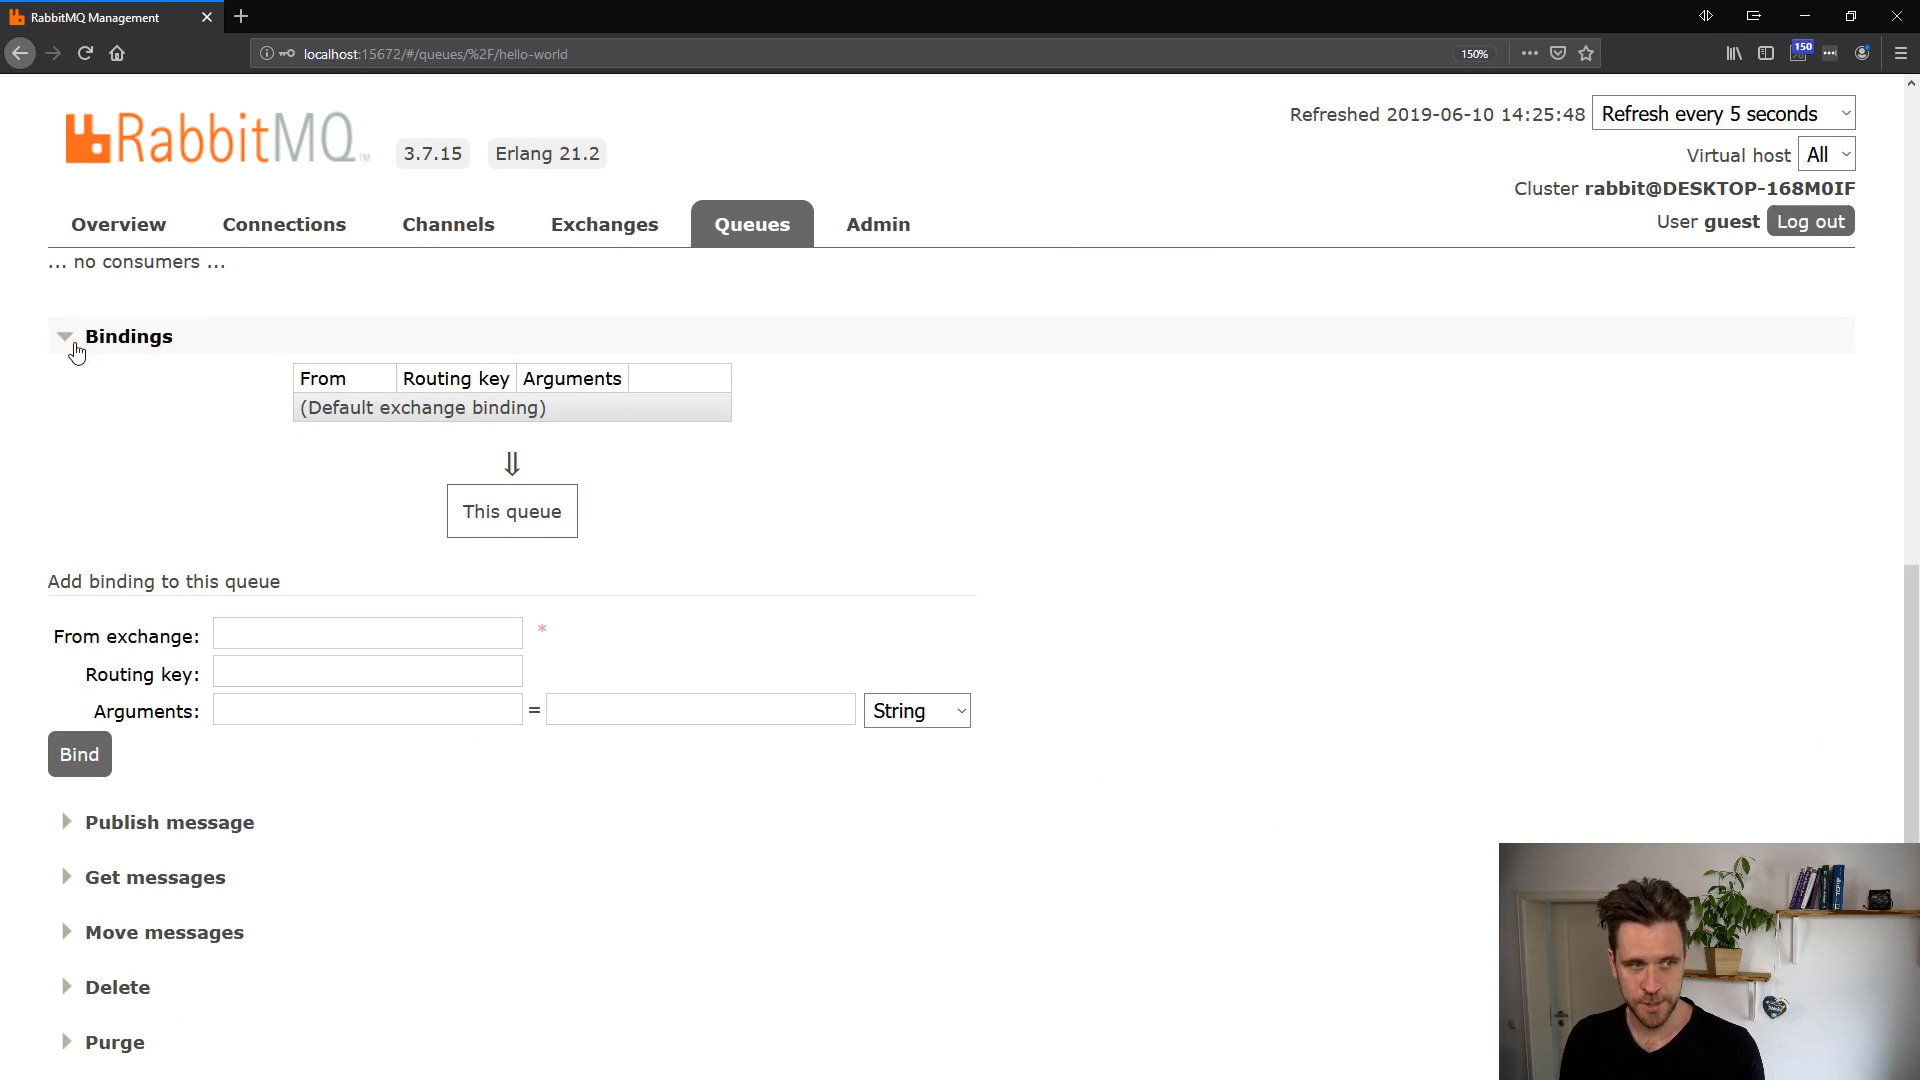 RabbitMQ Management
localhost:15672/#/queues/%2F/hello-world
150%
150
RabbitMQ
TM
3.7.15
Erlang 21.2
Refreshed 2019-06-10 14:25:48
Refresh every 5 seconds
Virtual host
All
Cluster rabbit@DESKTOP-168M0IF
User guest
Log out
Overview
Connections
Channels
Exchanges
Queues
Admin
... no consumers ...
Bindings
From
Routing key
Arguments
(Default exchange binding)
⇓
This queue
Add binding to this queue
From exchange:
*
Routing key:
Arguments:
=
String
Bind
Publish message
Get messages
Move messages
Delete
Purge
TCP/IP